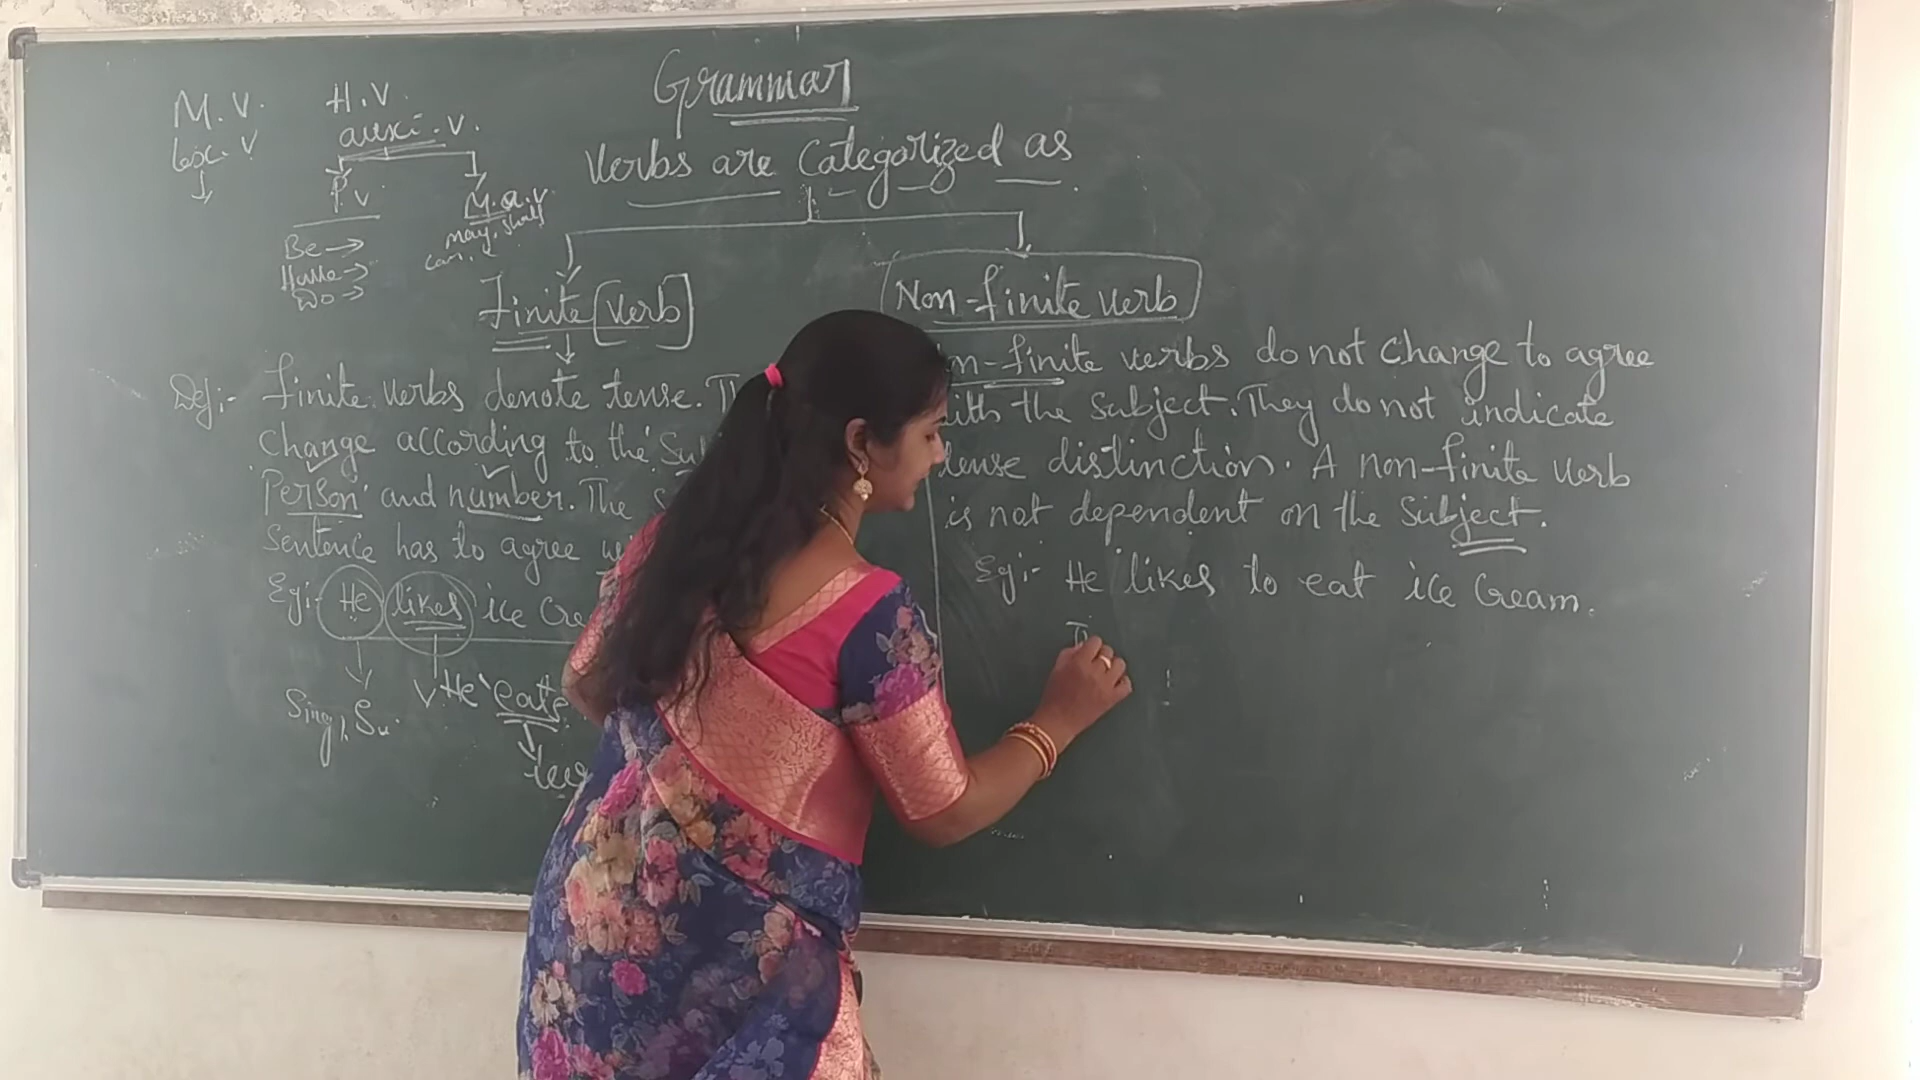 Grammar
Verbs are Categorized as
M.V.
H.V.
auxi.V.
P.V
M.a.V
may, shall
Be →
Have →
Do →
Finite [Verb]
Non-finite verb
Def:- Finite verbs denote tense. T
Change according to the Su
Person and number. The s
Sentence has to agree w
Eg:- He likes ice Cre
Sing, Su.
V He eats
non-finite verbs do not change to agree
with the Subject. They do not indicate
tense distinction. A non-finite verb
is not dependent on the Subject.
Eg:- He likes to eat ice Cream.